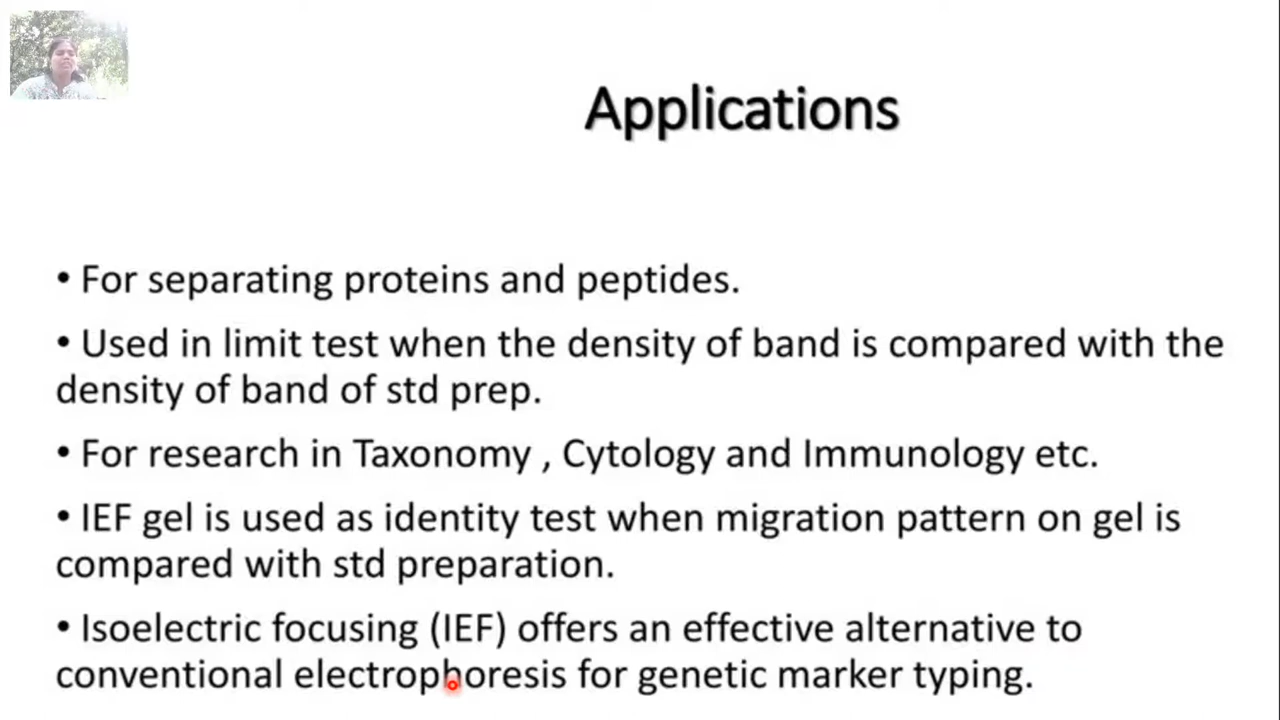 Applications
• For separating proteins and peptides.
• Used in limit test when the density of band is compared with the
density of band of std prep.
• For research in Taxonomy , Cytology and Immunology etc.
• IEF gel is used as identity test when migration pattern on gel is
compared with std preparation.
• Isoelectric focusing (IEF) offers an effective alternative to
conventional electrophoresis for genetic marker typing.